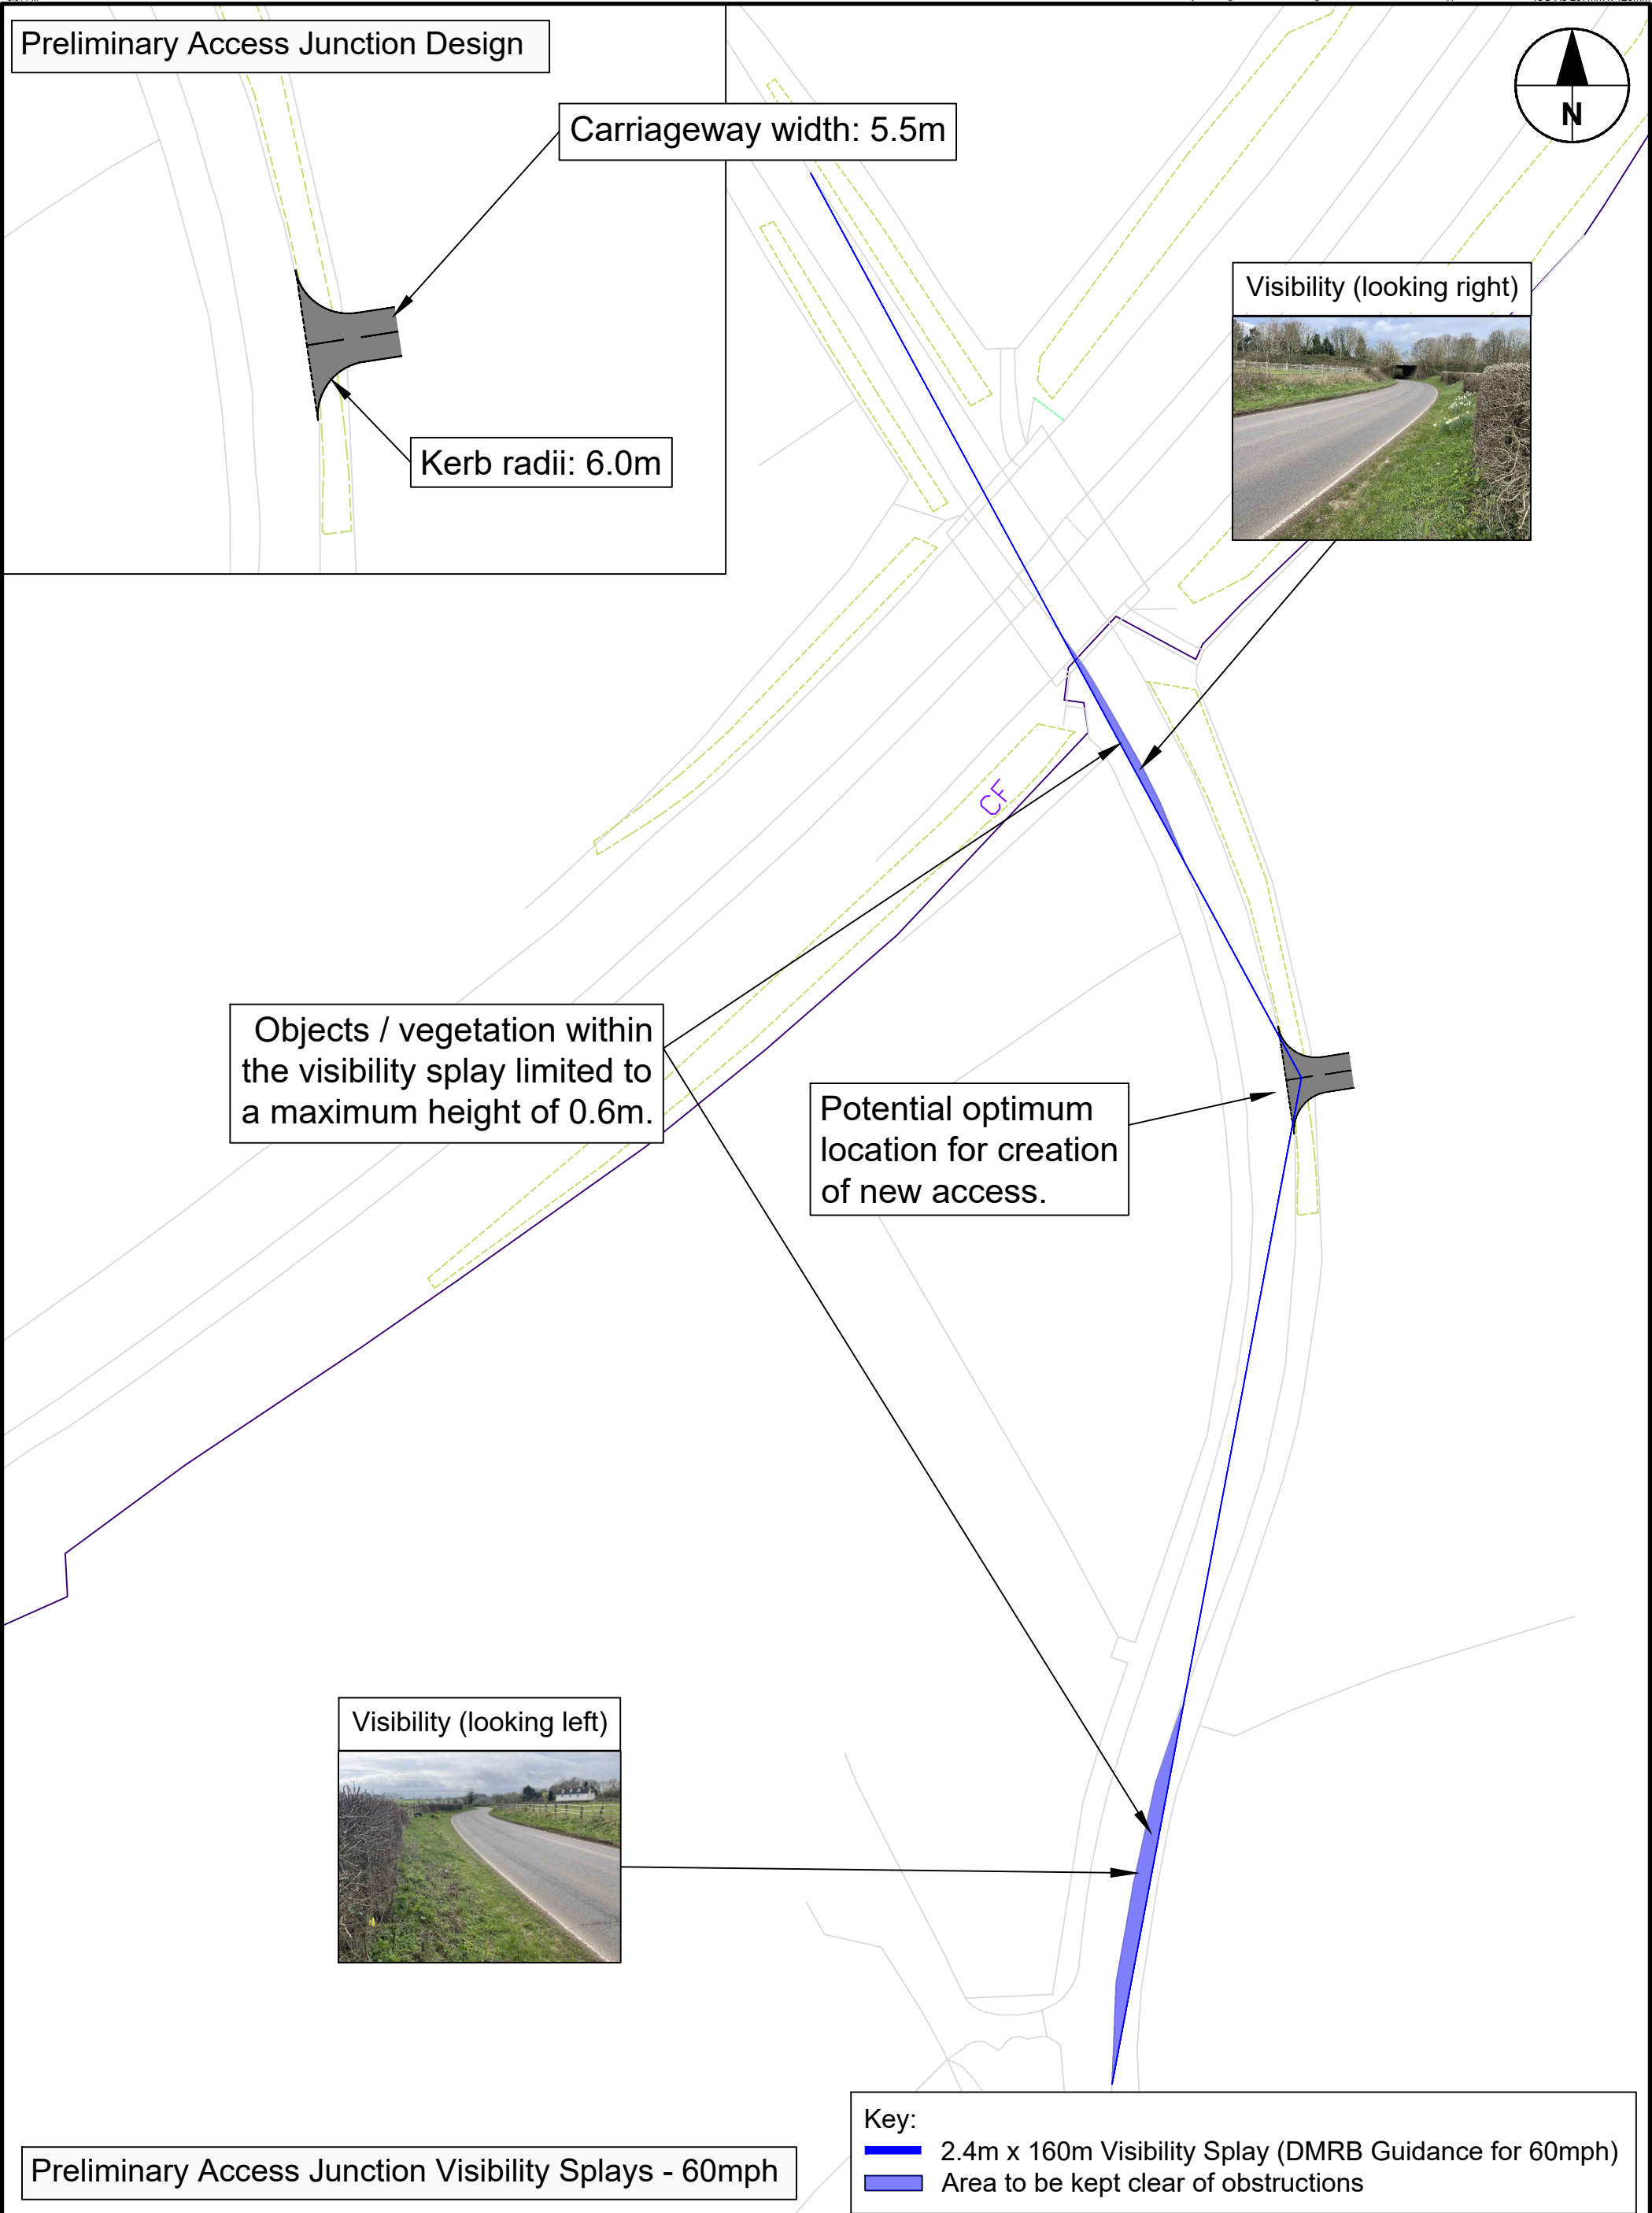 Preliminary Access Junction Design
Carriageway width: 5.5m
Kerb radii: 6.0m
N
Visibility (looking right)
CF
Objects / vegetation within
the visibility splay limited to
a maximum height of 0.6m.
Potential optimum
location for creation
of new access.
Visibility (looking left)
Key:
2.4m x 160m Visibility Splay (DMRB Guidance for 60mph)
Area to be kept clear of obstructions
Preliminary Access Junction Visibility Splays - 60mph